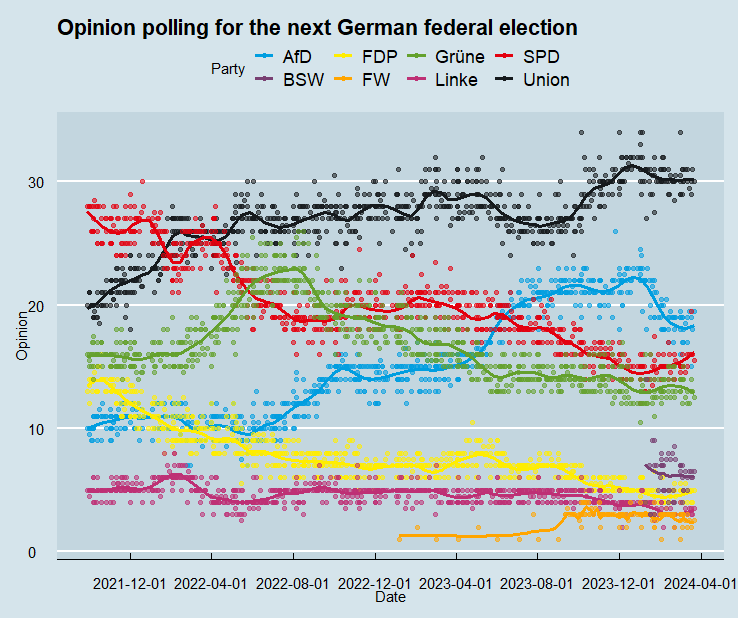 Opinion polling for the next German federal election
Party
AfD FDP Grüne SPD
BSW FW Linke Union
30
20
10
0
Opinion
2021-12-01 2022-04-01 2022-08-01 2022-12-01 2023-04-01 2023-08-01 2023-12-01 2024-04-01
Date